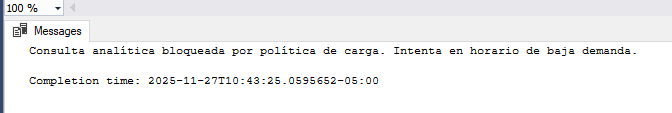 100 %
Messages
Consulta analítica bloqueada por política de carga. Intenta en horario de baja demanda.
Completion time: 2025-11-27T10:43:25.0595652-05:00